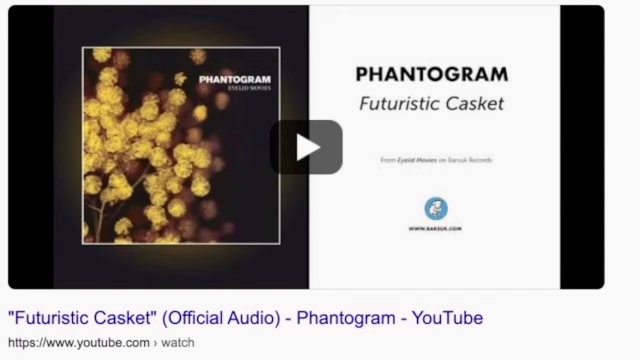 PHANTOGRAM
EYELID MOVIES
PHANTOGRAM
Futuristic Casket
From Eyelid Movies on Barsuk Records
WWW.BARSUK.COM
"Futuristic Casket" (Official Audio) - Phantogram - YouTube
https://www.youtube.com › watch